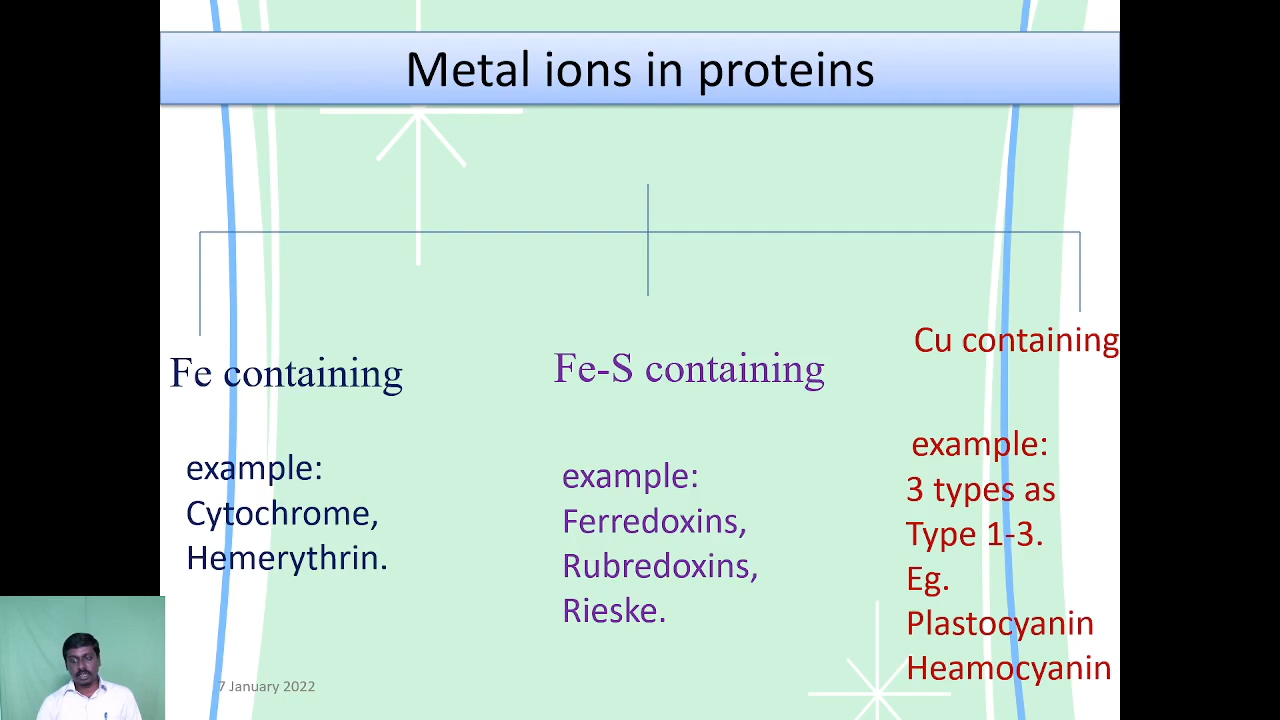 Metal ions in proteins
Fe containing
example:
Cytochrome,
Hemerythrin.
Fe-S containing
example:
Ferredoxins,
Rubredoxins,
Rieske.
Cu containing
example:
3 types as
Type 1-3.
Eg.
Plastocyanin
Heamocyanin
7 January 2022